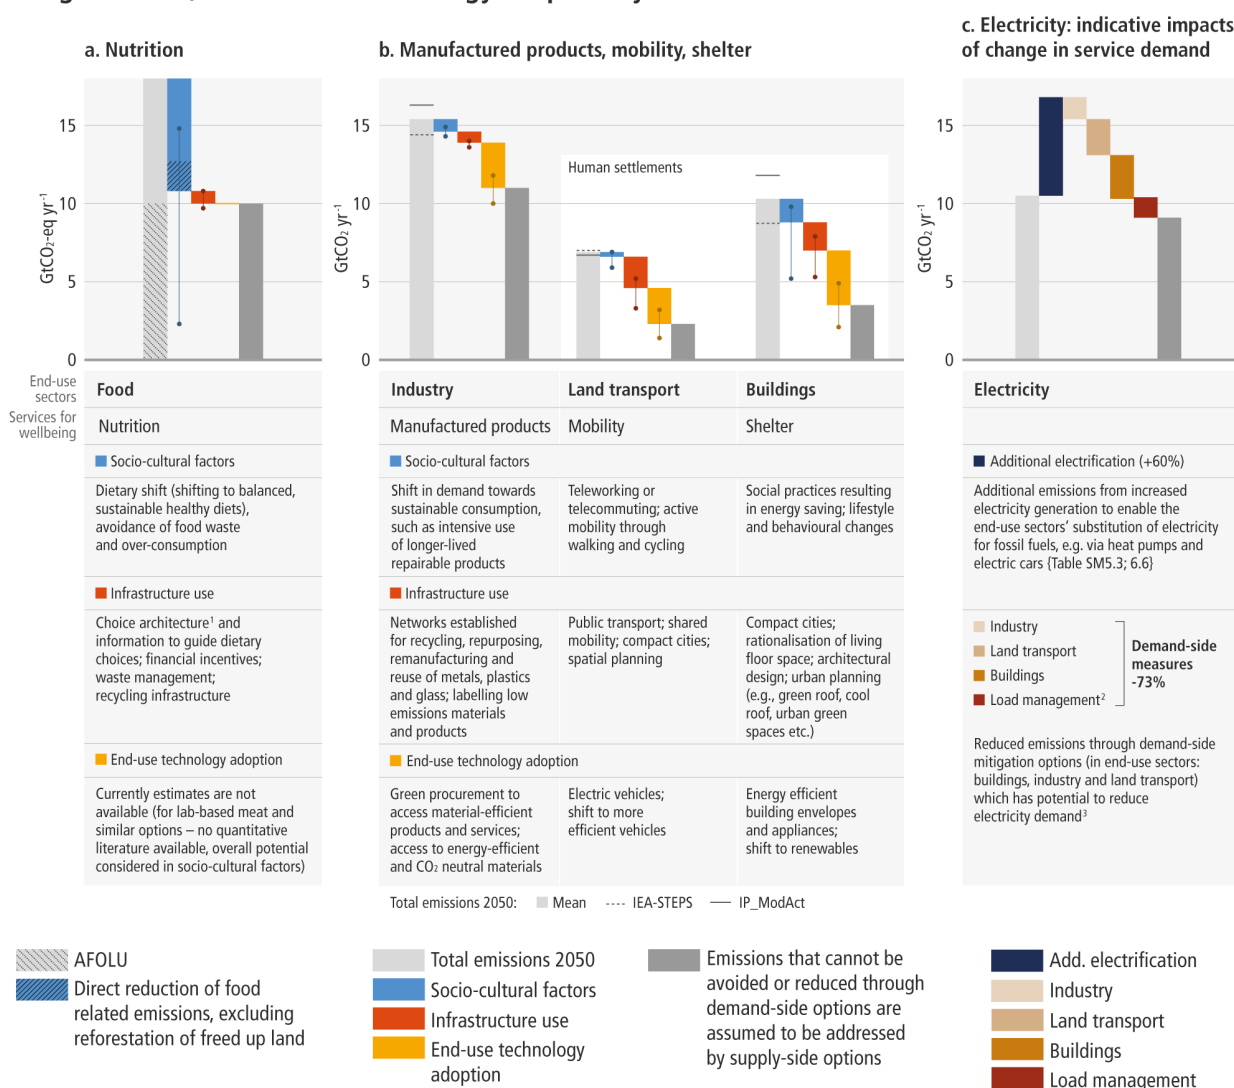 a. Nutrition
b. Manufactured products, mobility, shelter
c. Electricity: indicative impacts
of change in service demand
GtCO2-eq yr-1
15
10
5
0
GtCO2 yr-1
15
10
5
0
Human settlements
GtCO2 yr-1
15
10
5
0
End-use
sectors
Food
Industry
Land transport
Buildings
Electricity
Services for
wellbeing
Nutrition
Manufactured products
Mobility
Shelter
Socio-cultural factors
Dietary shift (shifting to balanced,
sustainable healthy diets),
avoidance of food waste
and over-consumption
Infrastructure use
Choice architecture1 and
information to guide dietary
choices; financial incentives;
waste management;
recycling infrastructure
End-use technology adoption
Currently estimates are not
available (for lab-based meat and
similar options – no quantitative
literature available, overall potential
considered in socio-cultural factors)
Socio-cultural factors
Shift in demand towards
sustainable consumption,
such as intensive use
of longer-lived
repairable products
Teleworking or
telecommuting; active
mobility through
walking and cycling
Social practices resulting
in energy saving; lifestyle
and behavioural changes
Infrastructure use
Networks established
for recycling, repurposing,
remanufacturing and
reuse of metals, plastics
and glass; labelling low
emissions materials
and products
Public transport; shared
mobility; compact cities;
spatial planning
Compact cities;
rationalisation of living
floor space; architectural
design; urban planning
(e.g., green roof, cool
roof, urban green
spaces etc.)
End-use technology adoption
Green procurement to
access material-efficient
products and services;
access to energy-efficient
and CO2 neutral materials
Electric vehicles;
shift to more
efficient vehicles
Energy efficient
building envelopes
and appliances;
shift to renewables
Additional electrification (+60%)
Additional emissions from increased
electricity generation to enable the
end-use sectors' substitution of electricity
for fossil fuels, e.g. via heat pumps and
electric cars {Table SM5.3; 6.6}
Industry
Land transport
Buildings
Load management2
Demand-side
measures
-73%
Reduced emissions through demand-side
mitigation options (in end-use sectors:
buildings, industry and land transport)
which has potential to reduce
electricity demand3
Total emissions 2050: Mean IEA-STEPS IP_ModAct
AFOLU
Direct reduction of food
related emissions, excluding
reforestation of freed up land
Total emissions 2050
Socio-cultural factors
Infrastructure use
End-use technology
adoption
Emissions that cannot be
avoided or reduced through
demand-side options are
assumed to be addressed
by supply-side options
Add. electrification
Industry
Land transport
Buildings
Load management